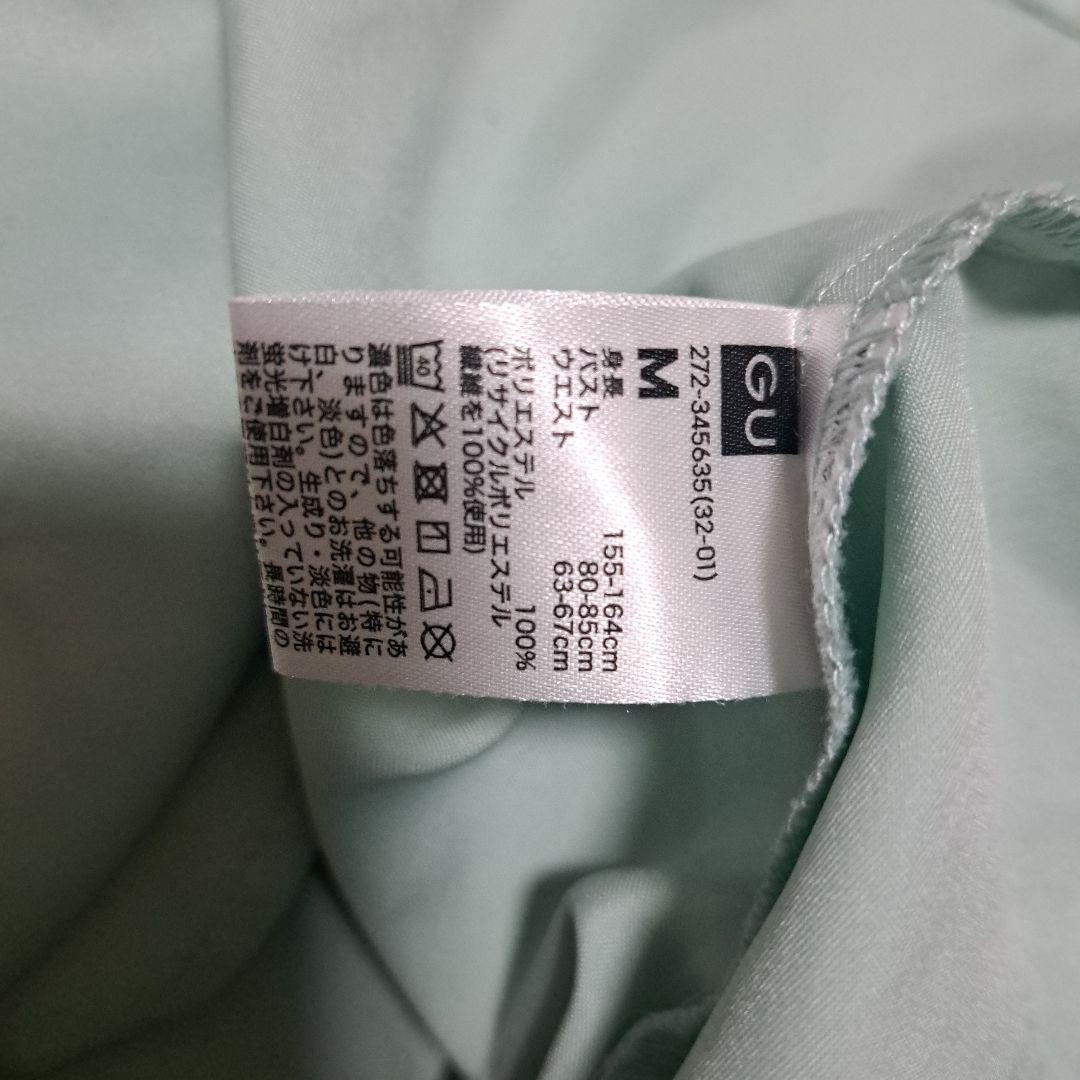 GU
272-345635(32-01)
M
身長 155-164cm
バスト 80-85cm
ウエスト 63-67cm
ポリエステル 100%
(リサイクルポリエステル
繊維を100%使用)
40
濃色は色落ちする可能性があ
りますので、他の物(特に
白、淡色)とのお洗濯はお避
け下さい。生成り・淡色には
蛍光増白剤の入っていない洗
剤をご使用下さい。長時間の